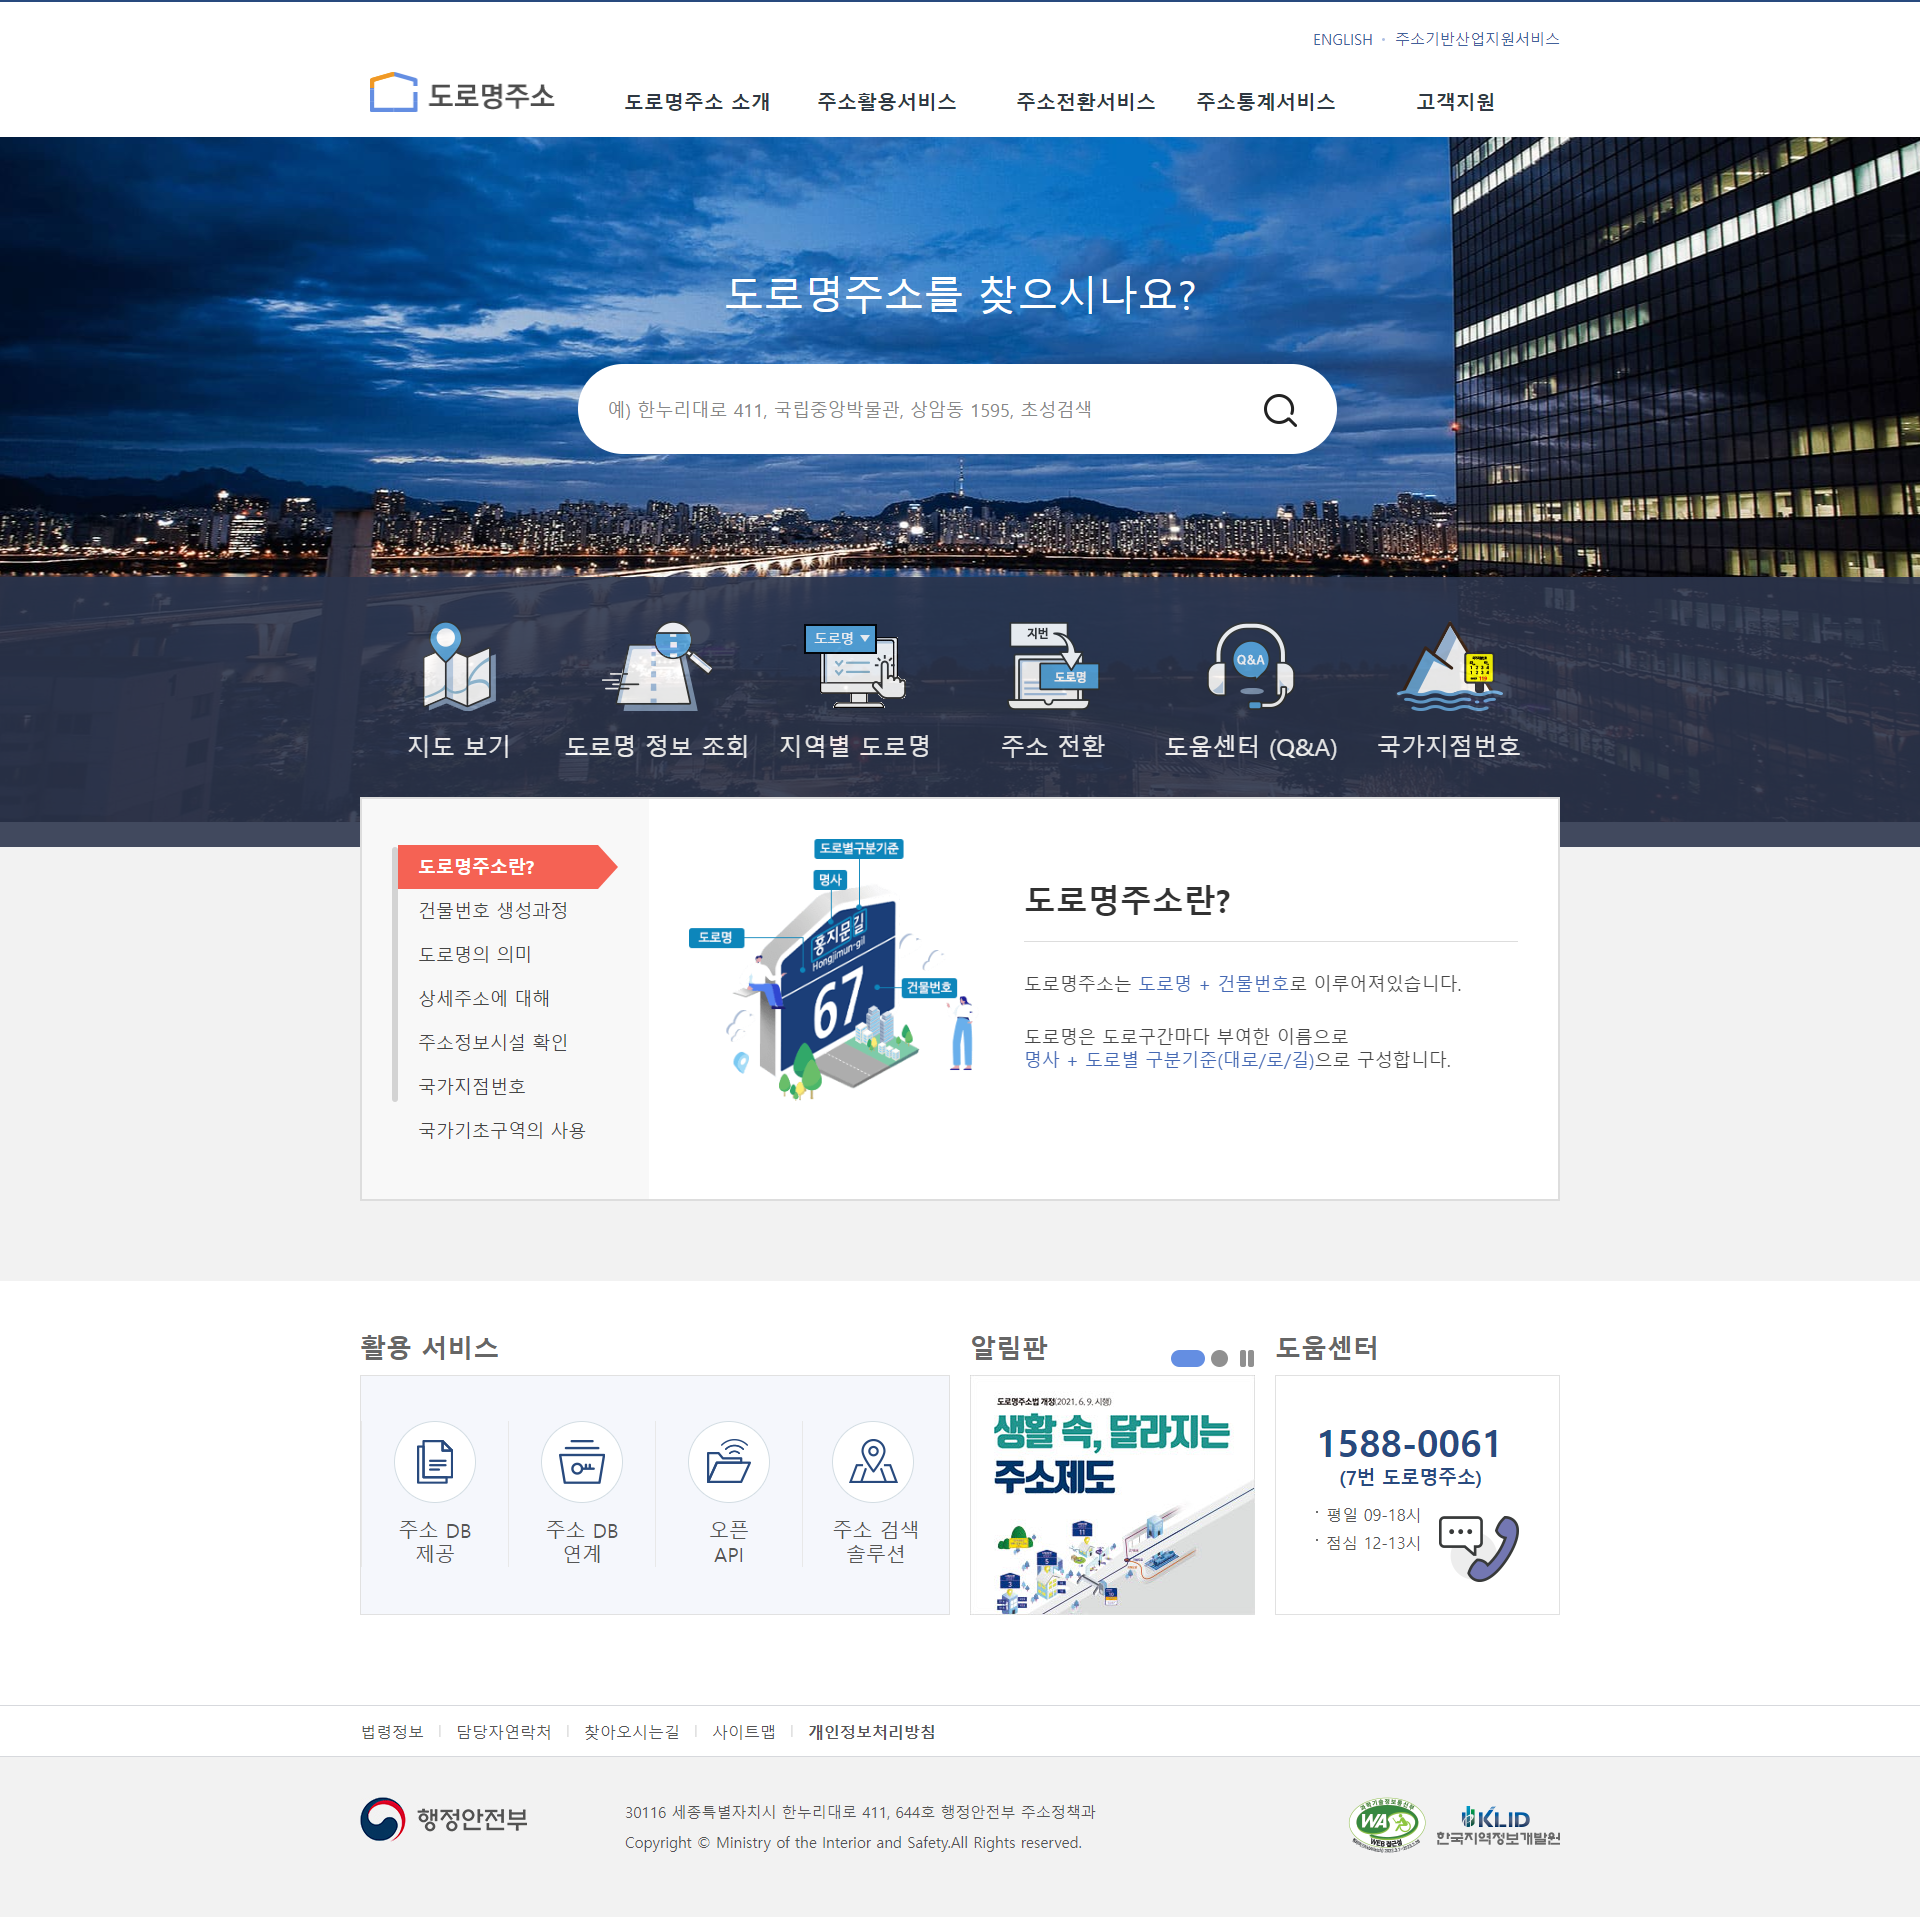 ENGLISH
주소기반산업지원서비스
도로명주소
도로명주소 소개
주소활용서비스
주소전환서비스
주소통계서비스
고객지원
도로명주소를 찾으시나요?
예) 한누리대로 411, 국립중앙박물관, 상암동 1595, 초성검색
도로명
지번
도로명
Q&A
지도 보기
도로명 정보 조회
지역별 도로명
주소 전환
도움센터 (Q&A)
국가지점번호
도로명주소란?
건물번호 생성과정
도로명의 의미
상세주소에 대해
주소정보시설 확인
국가지점번호
국가기초구역의 사용
도로별구분기준
명사
도로명
홍지문길
Hongjimun-gil
67
건물번호
도로명주소란?
도로명주소는 도로명 + 건물번호로 이루어져있습니다.
도로명은 도로구간마다 부여한 이름으로
명사 + 도로별 구분기준(대로/로/길)으로 구성합니다.
활용 서비스
주소 DB
제공
주소 DB
연계
오픈
API
주소 검색
솔루션
알림판
도로명주소법 개정(2021. 6. 9. 시행)
생활 속, 달라지는
주소제도
도움센터
1588-0061
(7번 도로명주소)
· 평일 09-18시
· 점심 12-13시
법령정보
담당자연락처
찾아오시는길
사이트맵
개인정보처리방침
행정안전부
30116 세종특별자치시 한누리대로 411, 644호 행정안전부 주소정책과
Copyright © Ministry of the Interior and Safety.All Rights reserved.
과학기술정보통신부
WA
WEB 접근성
KLID
한국지역정보개발원